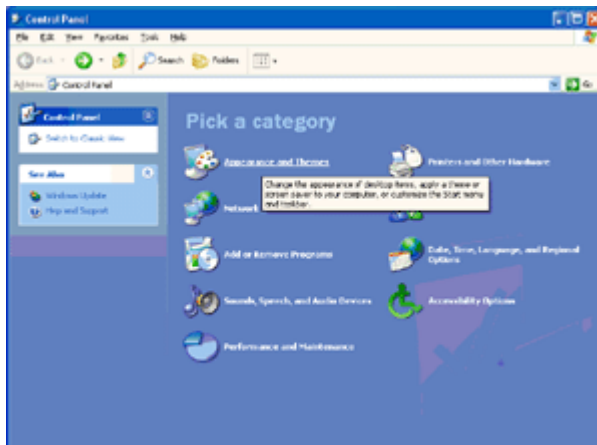 Control Panel
File Edit View Favorites Tools Help
Back Search Folders
Address Control Panel Go
Control Panel
Switch to Classic View
See Also
Windows Update
Help and Support
Pick a category
Appearance and Themes
Printers and Other Hardware
Change the appearance of desktop items, apply a theme or
screen saver to your computer, or customize the Start menu
and taskbar.
Network
Add or Remove Programs
Date, Time, Language, and Regional
Options
Sounds, Speech, and Audio Devices
Accessibility Options
Performance and Maintenance